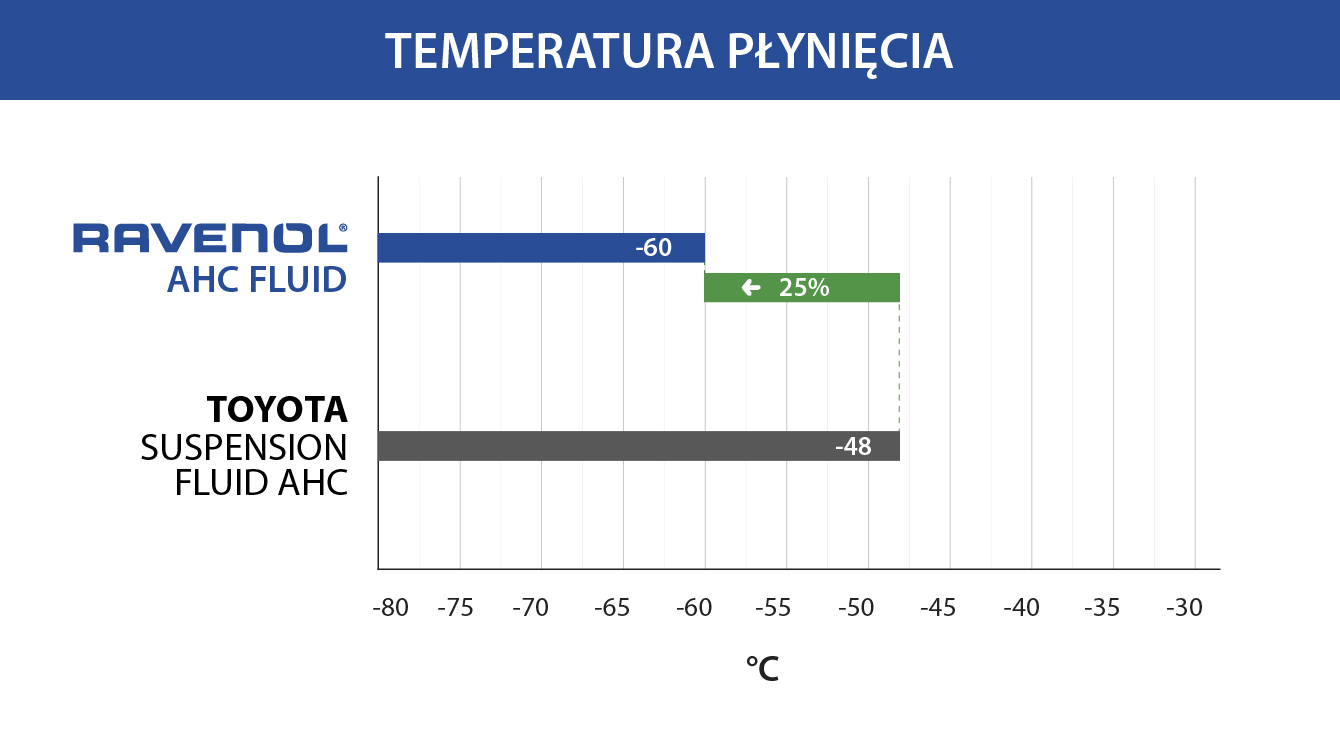 TEMPERATURA PŁYNIĘCIA
RAVENOL®
AHC FLUID
-60
25%
TOYOTA
SUSPENSION
FLUID AHC
-48
-80 -75 -70 -65 -60 -55 -50 -45 -40 -35 -30
°C